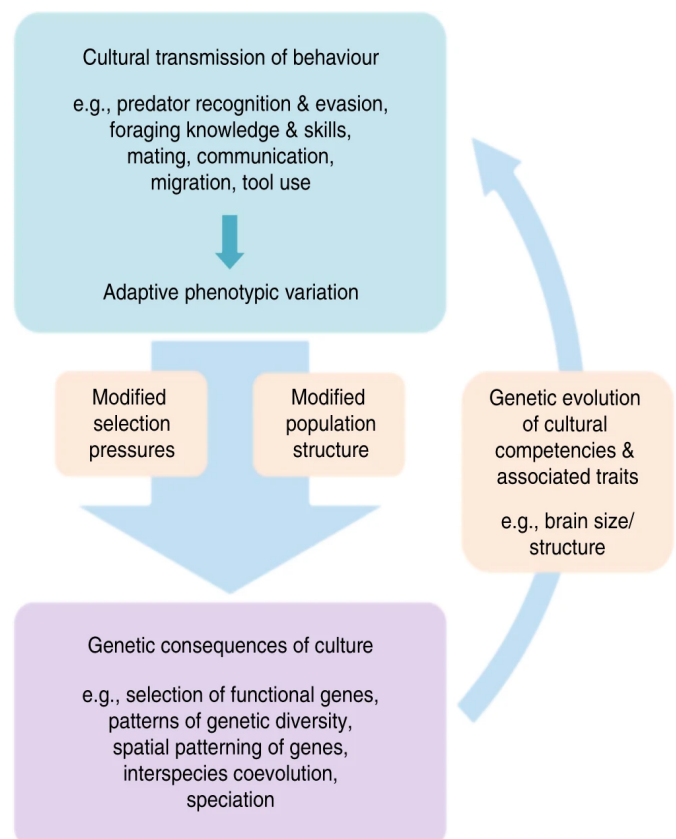 Cultural transmission of behaviour
e.g., predator recognition & evasion,
foraging knowledge & skills,
mating, communication,
migration, tool use
Adaptive phenotypic variation
Modified
selection
pressures
Modified
population
structure
Genetic evolution
of cultural
competencies &
associated traits
e.g., brain size/
structure
Genetic consequences of culture
e.g., selection of functional genes,
patterns of genetic diversity,
spatial patterning of genes,
interspecies coevolution,
speciation